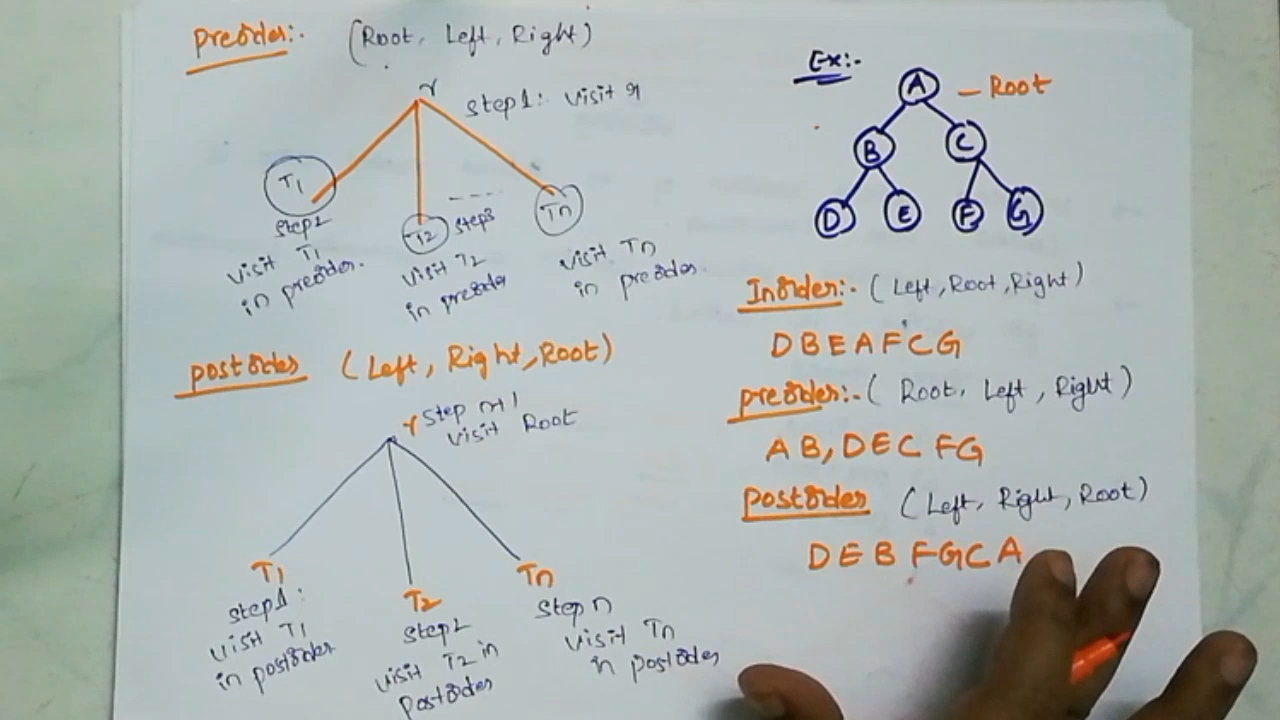 Preorder:. (Root, Left, Right)
r
Step1: visit r
T1
T2
Tn
Step2
visit T1
in preorder.
Step3
visit T2
in preorder
visit Tn
in preorder.
postorder (Left, Right, Root)
r Step n+1
visit Root
T1
Step1:
visit T1
in postorder
T2
Step2
visit T2 in
Postorder
Tn
Step n
visit Tn
in postorder
Ex:-
A - Root
B C
D E F G
Inorder:- (Left, Root, Right)
D B E A F C G
preorder:- (Root, Left, Right)
A B, D E C F G
Postorder (Left, Right, Root)
D E B F G C A